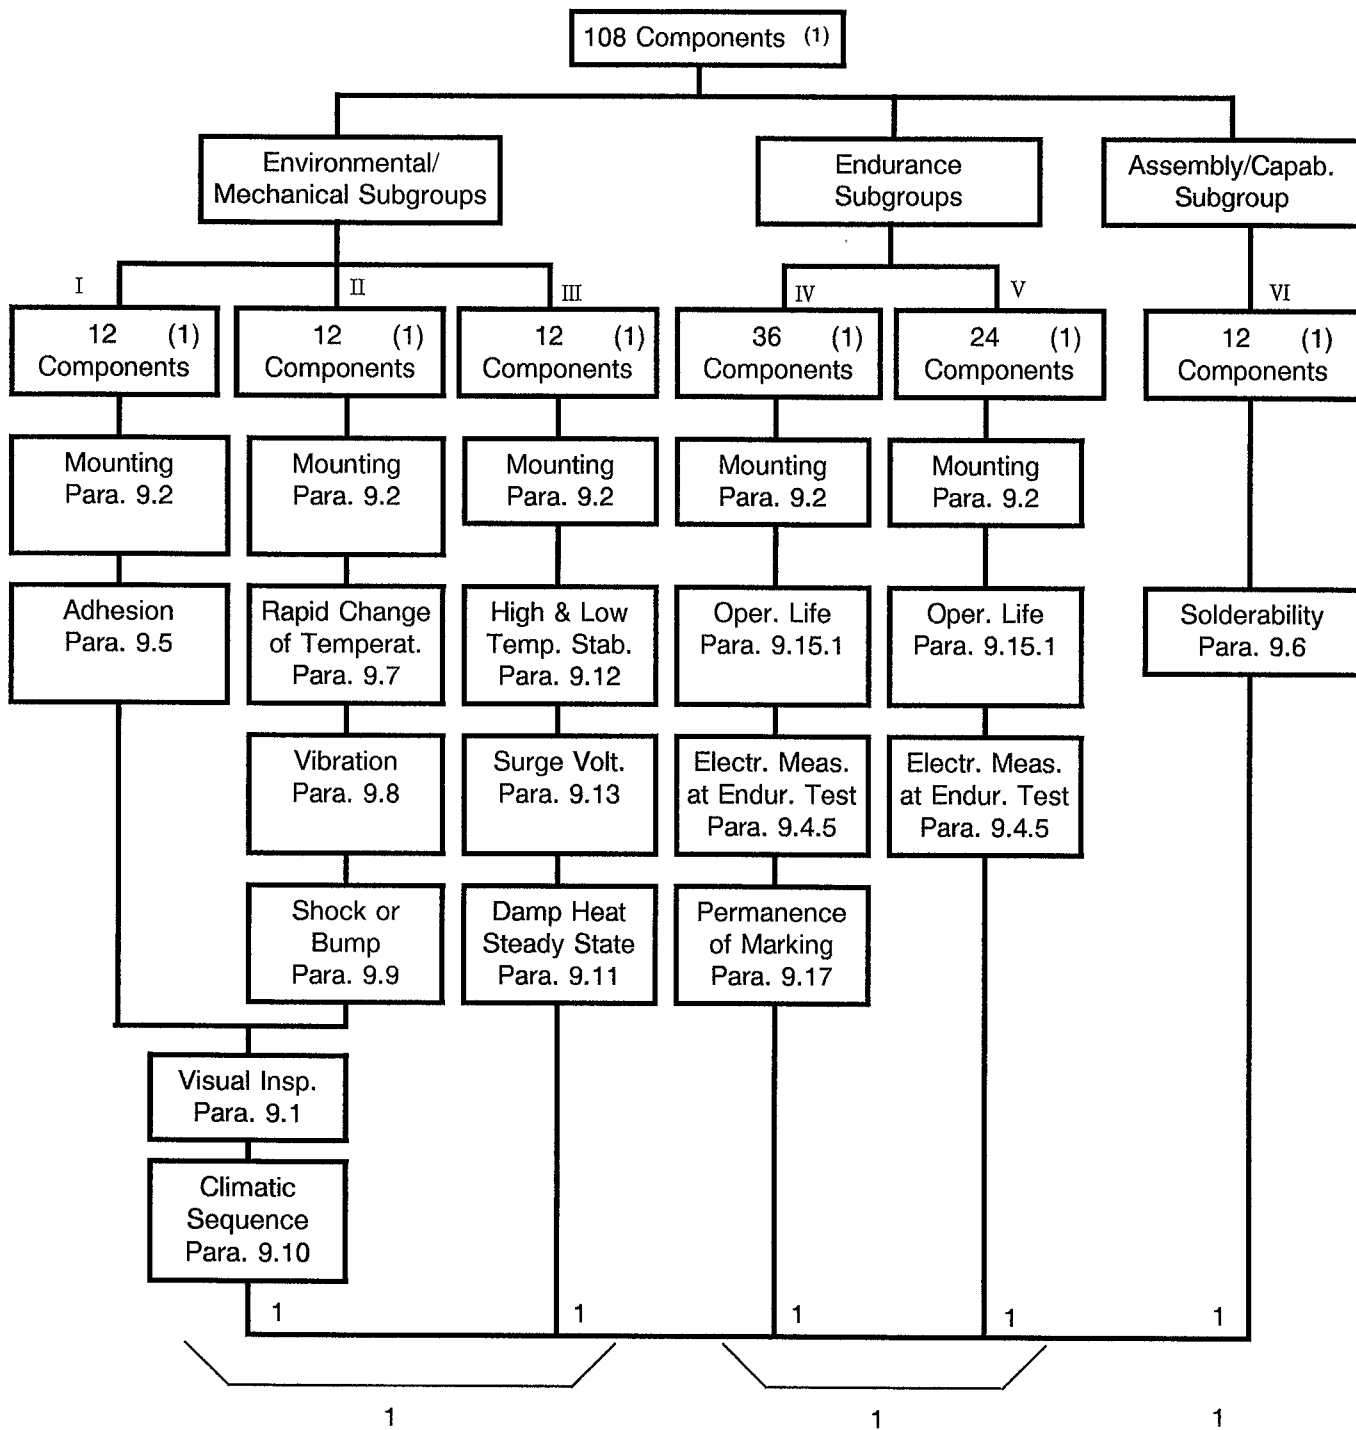 108 Components (1)
Environmental/
Mechanical Subgroups
Endurance
Subgroups
Assembly/Capab.
Subgroup
I
II
III
IV
V
VI
12 (1)
Components
12 (1)
Components
12 (1)
Components
36 (1)
Components
24 (1)
Components
12 (1)
Components
Mounting
Para. 9.2
Mounting
Para. 9.2
Mounting
Para. 9.2
Mounting
Para. 9.2
Mounting
Para. 9.2
Adhesion
Para. 9.5
Rapid Change
of Temperat.
Para. 9.7
High & Low
Temp. Stab.
Para. 9.12
Oper. Life
Para. 9.15.1
Oper. Life
Para. 9.15.1
Solderability
Para. 9.6
Vibration
Para. 9.8
Surge Volt.
Para. 9.13
Electr. Meas.
at Endur. Test
Para. 9.4.5
Electr. Meas.
at Endur. Test
Para. 9.4.5
Shock or
Bump
Para. 9.9
Damp Heat
Steady State
Para. 9.11
Permanence
of Marking
Para. 9.17
Visual Insp.
Para. 9.1
Climatic
Sequence
Para. 9.10
1
1
1
1
1
1
1
1